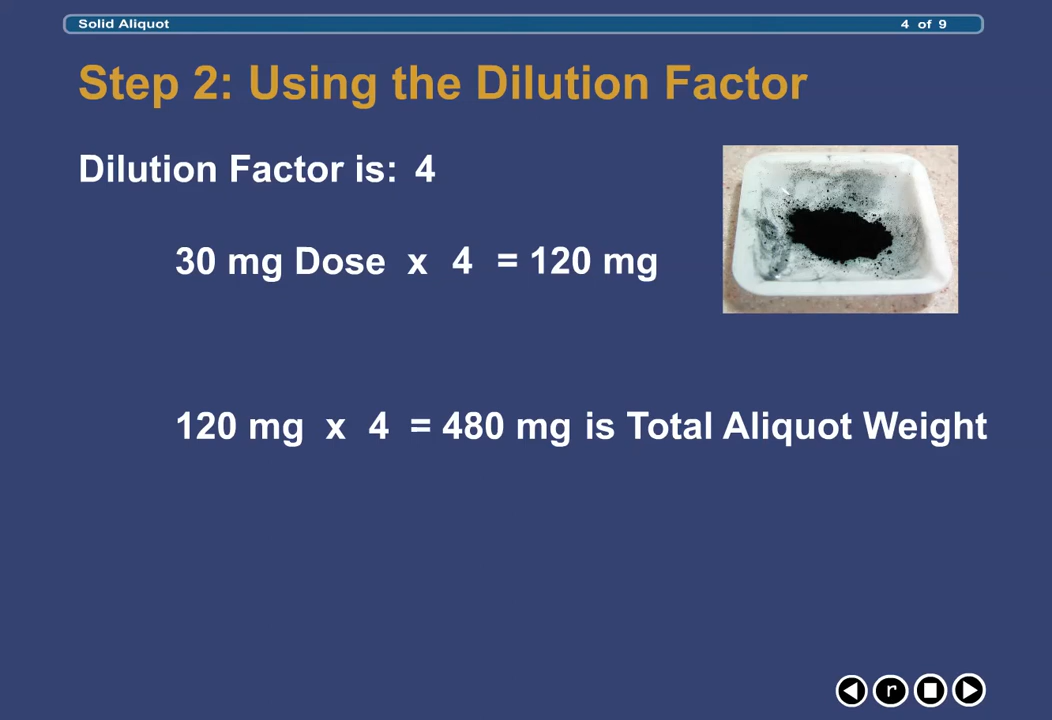 Solid Aliquot 4 of 9
Step 2: Using the Dilution Factor
Dilution Factor is: 4
30 mg Dose x 4 = 120 mg
120 mg x 4 = 480 mg is Total Aliquot Weight
r